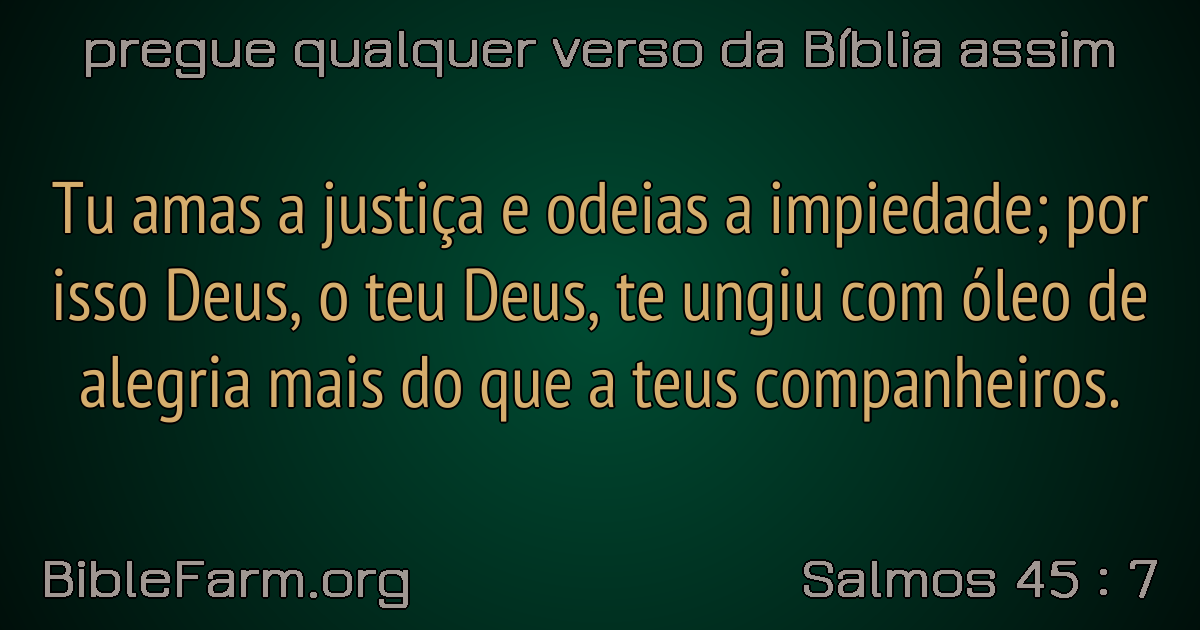 pregue qualquer verso da Bíblia assim
Tu amas a justiça e odeias a impiedade; por
isso Deus, o teu Deus, te ungiu com óleo de
alegria mais do que a teus companheiros.
BibleFarm.org
Salmos 45 : 7